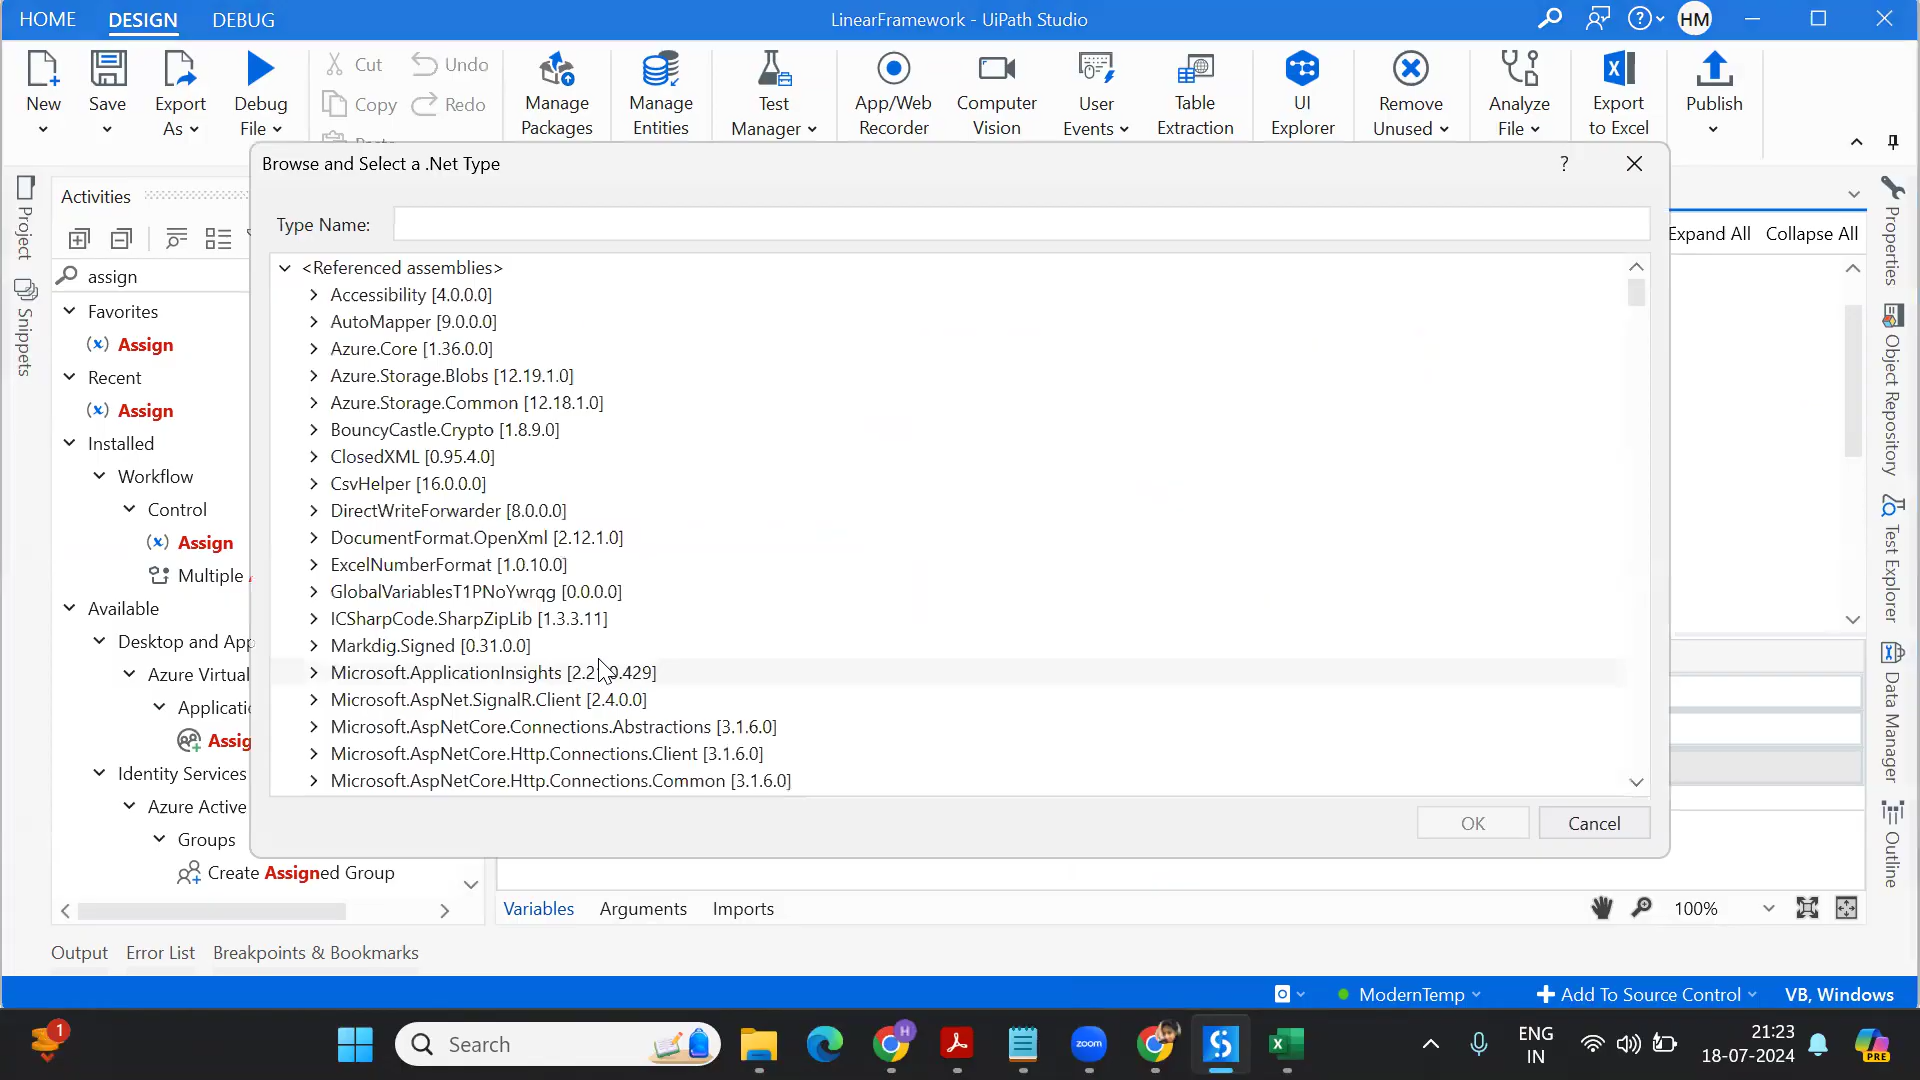 HOME DESIGN DEBUG LinearFramework - UiPath Studio HM
New Save Export As Debug File Cut Copy Undo Redo Manage Packages Manage Entities Test Manager App/Web Recorder Computer Vision User Events Table Extraction UI Explorer Remove Unused Analyze File Export to Excel Publish
Browse and Select a .Net Type ?
Project
Snippets
Activities
assign
Favorites
Assign
Recent
Assign
Installed
Workflow
Control
Assign
Multiple
Available
Desktop and App
Azure Virtual
Applicatio
Assig
Identity Services
Azure Active
Groups
Create Assigned Group
Type Name:
<Referenced assemblies>
Accessibility [4.0.0.0]
AutoMapper [9.0.0.0]
Azure.Core [1.36.0.0]
Azure.Storage.Blobs [12.19.1.0]
Azure.Storage.Common [12.18.1.0]
BouncyCastle.Crypto [1.8.9.0]
ClosedXML [0.95.4.0]
CsvHelper [16.0.0.0]
DirectWriteForwarder [8.0.0.0]
DocumentFormat.OpenXml [2.12.1.0]
ExcelNumberFormat [1.0.10.0]
GlobalVariablesT1PNoYwrqg [0.0.0.0]
ICSharpCode.SharpZipLib [1.3.3.11]
Markdig.Signed [0.31.0.0]
Microsoft.ApplicationInsights
Microsoft.AspNet.SignalR.Client [2.4.0.0]
Microsoft.AspNetCore.Connections.Abstractions [3.1.6.0]
Microsoft.AspNetCore.Http.Connections.Client [3.1.6.0]
Microsoft.AspNetCore.Http.Connections.Common [3.1.6.0]
OK Cancel
Expand All Collapse All
Properties
Object Repository
Test Explorer
Data Manager
Outline
Variables Arguments Imports 100%
Output Error List Breakpoints & Bookmarks
ModernTemp Add To Source Control VB, Windows
1 Search H zoom ENG IN 21:23 18-07-2024 PRE